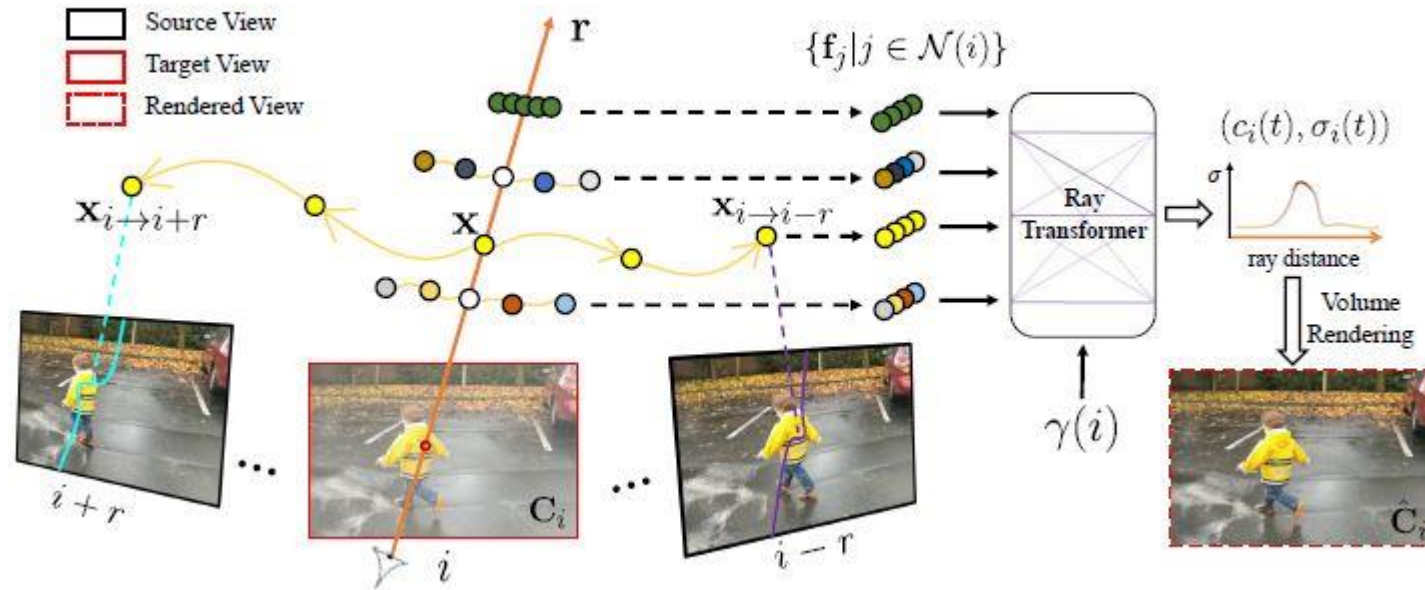 Source View
Target View
Rendered View
r
{f_j|j ∈ N(i)}
(c_i(t), σ_i(t))
σ
ray distance
x_{i→i+r}
x
x_{i→i−r}
Ray
Transformer
Volume
Rendering
γ(i)
i + r
...
C_i
i
...
i − r
Ĉ_i